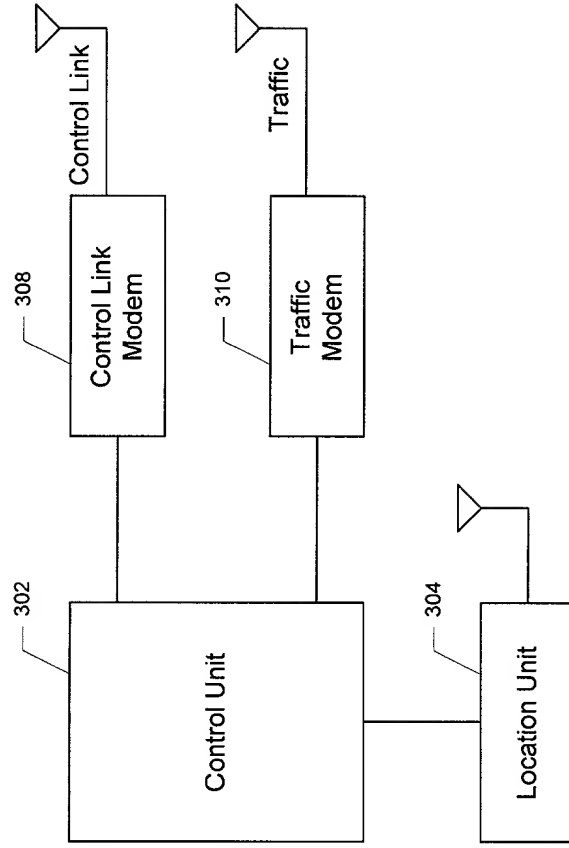 302
Control Unit
308
Control Link
Modem
Control Link
310
Traffic
Modem
Traffic
304
Location Unit